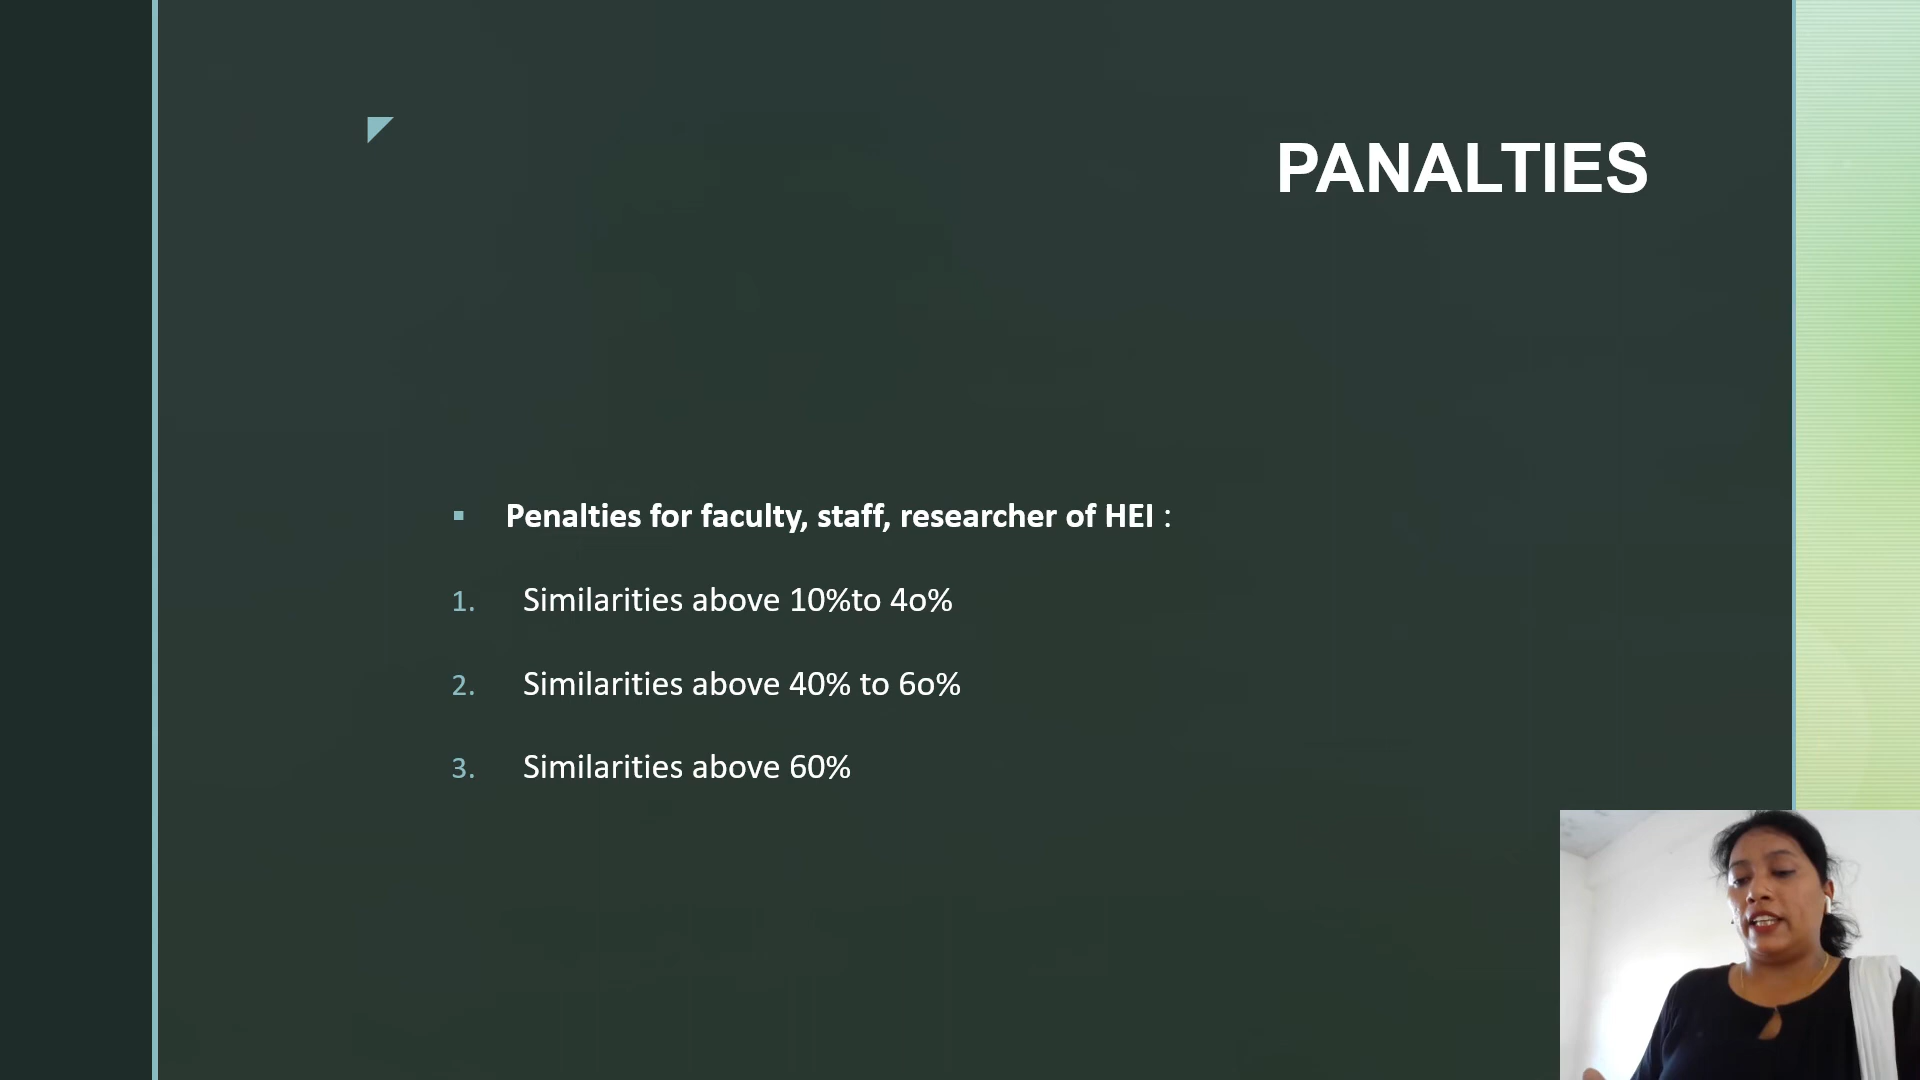 PANALTIES
▪ Penalties for faculty, staff, researcher of HEI :
1. Similarities above 10%to 4o%
2. Similarities above 40% to 6o%
3. Similarities above 60%